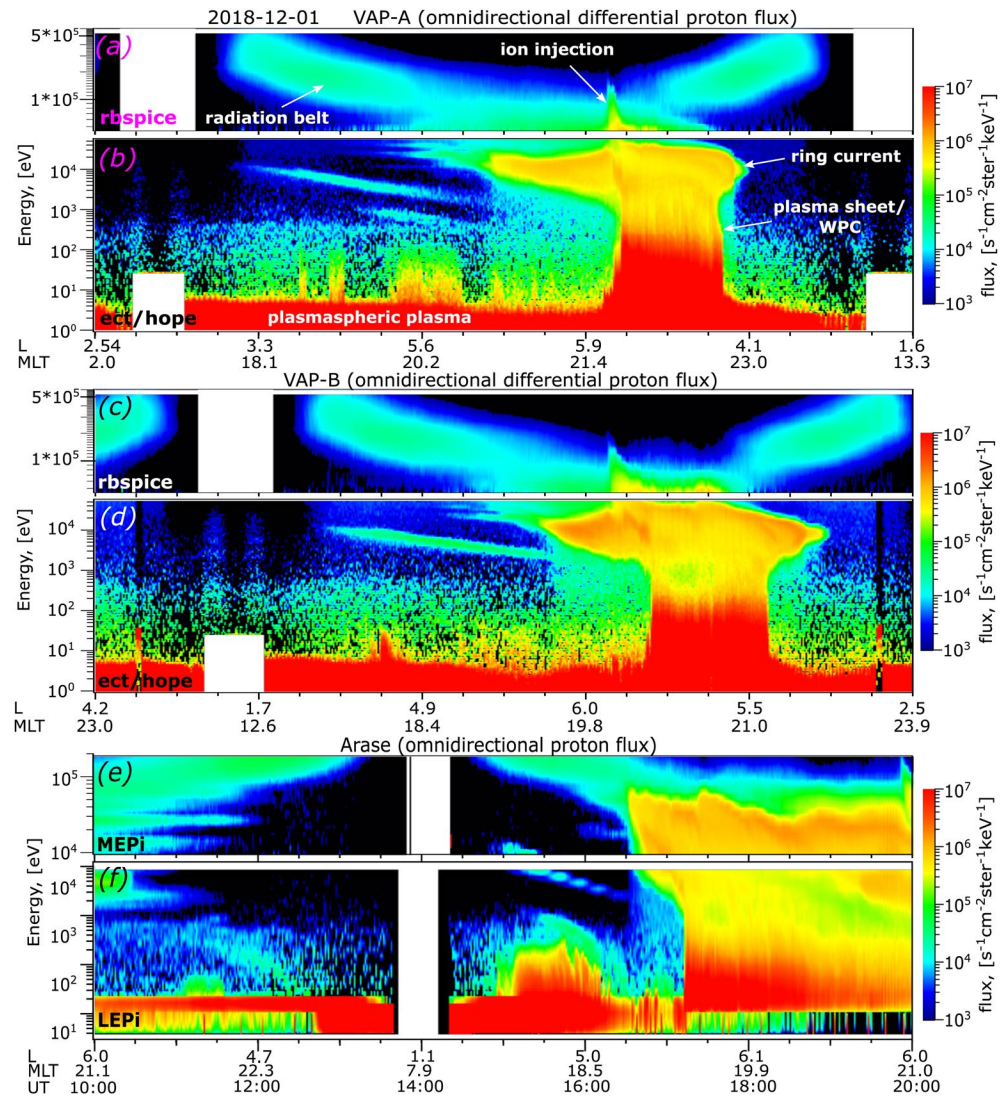 2018-12-01 VAP-A (omnidirectional differential proton flux)
5*10⁵
(a)
ion injection
1*10⁵
radiation belt
rbspice
10⁷
10⁶
10⁵
10⁴
10³
flux, [s⁻¹cm⁻²ster⁻¹keV⁻¹]
Energy, [eV]
(b)
10⁴
10³
10²
10¹
10⁰
ring current
plasma sheet/
WPC
ect/hope
plasmaspheric plasma
L 2.54 3.3 5.6 5.9 4.1 1.6
MLT 2.0 18.1 20.2 21.4 23.0 13.3
VAP-B (omnidirectional differential proton flux)
5*10⁵
(c)
1*10⁵
rbspice
10⁷
10⁶
10⁵
10⁴
10³
flux, [s⁻¹cm⁻²ster⁻¹keV⁻¹]
Energy, [eV]
(d)
10⁴
10³
10²
10¹
10⁰
ect/hope
L 4.2 1.7 4.9 6.0 5.5 2.5
MLT 23.0 12.6 18.4 19.8 21.0 23.9
Arase (omnidirectional proton flux)
(e)
10⁵
10⁴
MEPi
10⁷
10⁶
10⁵
10⁴
10³
flux, [s⁻¹cm⁻²ster⁻¹keV⁻¹]
Energy, [eV]
(f)
10⁴
10³
10²
10¹
LEPi
L 6.0 4.7 1.1 5.0 6.1 6.0
MLT 21.1 22.3 7.9 16.4 19.9 21.0
UT 10:00 12:00 14:00 16:00 18:00 20:00